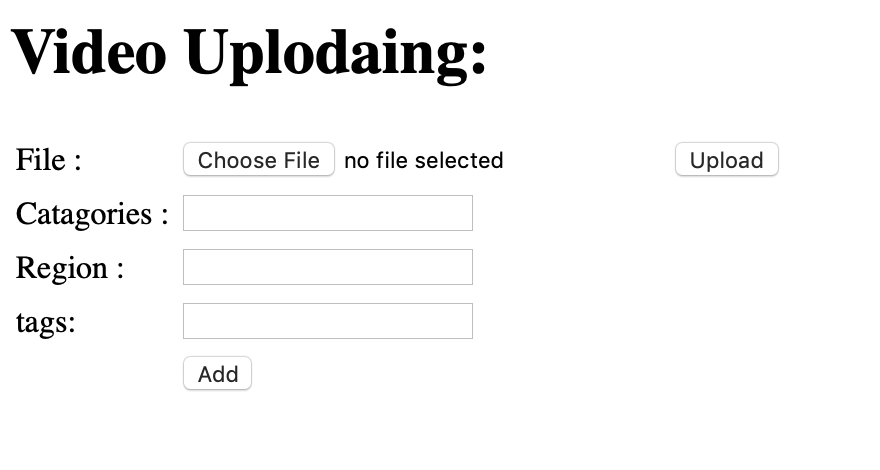 Video Uplodaing:
File : Choose File no file selected Upload
Catagories :
Region :
tags:
Add